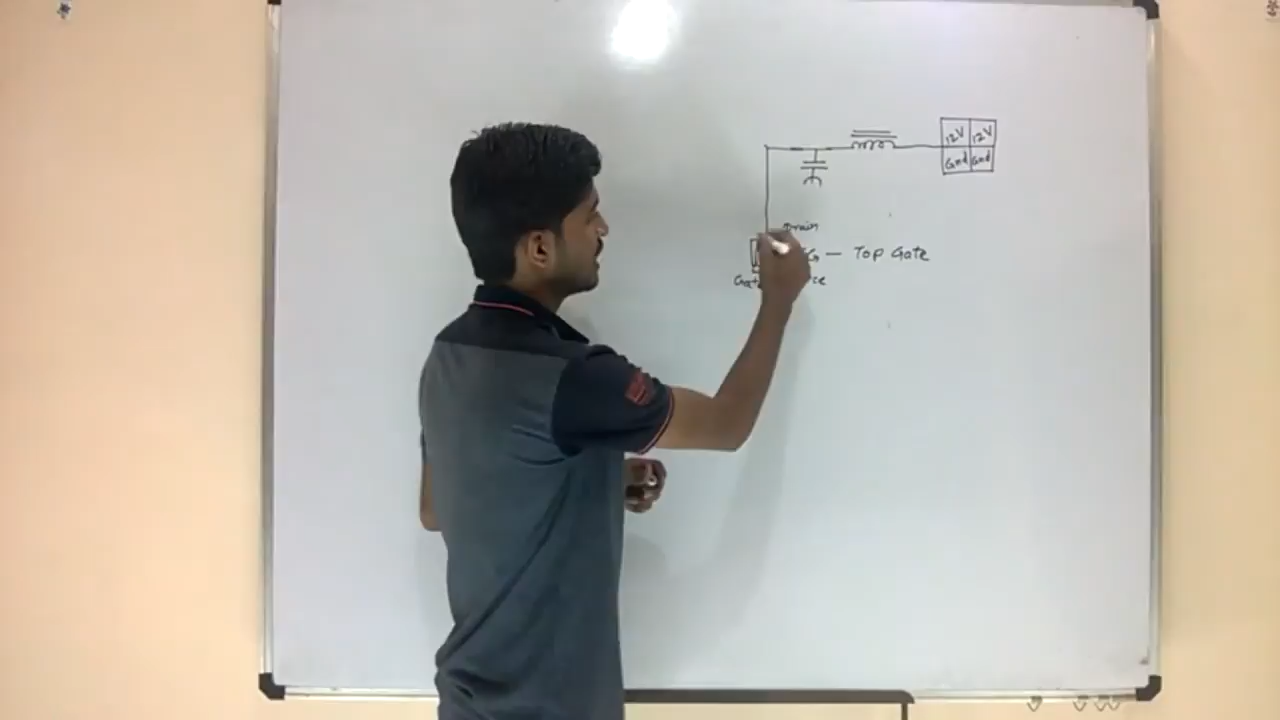 12V 12V
Gnd Gnd
Drain
— Top Gate